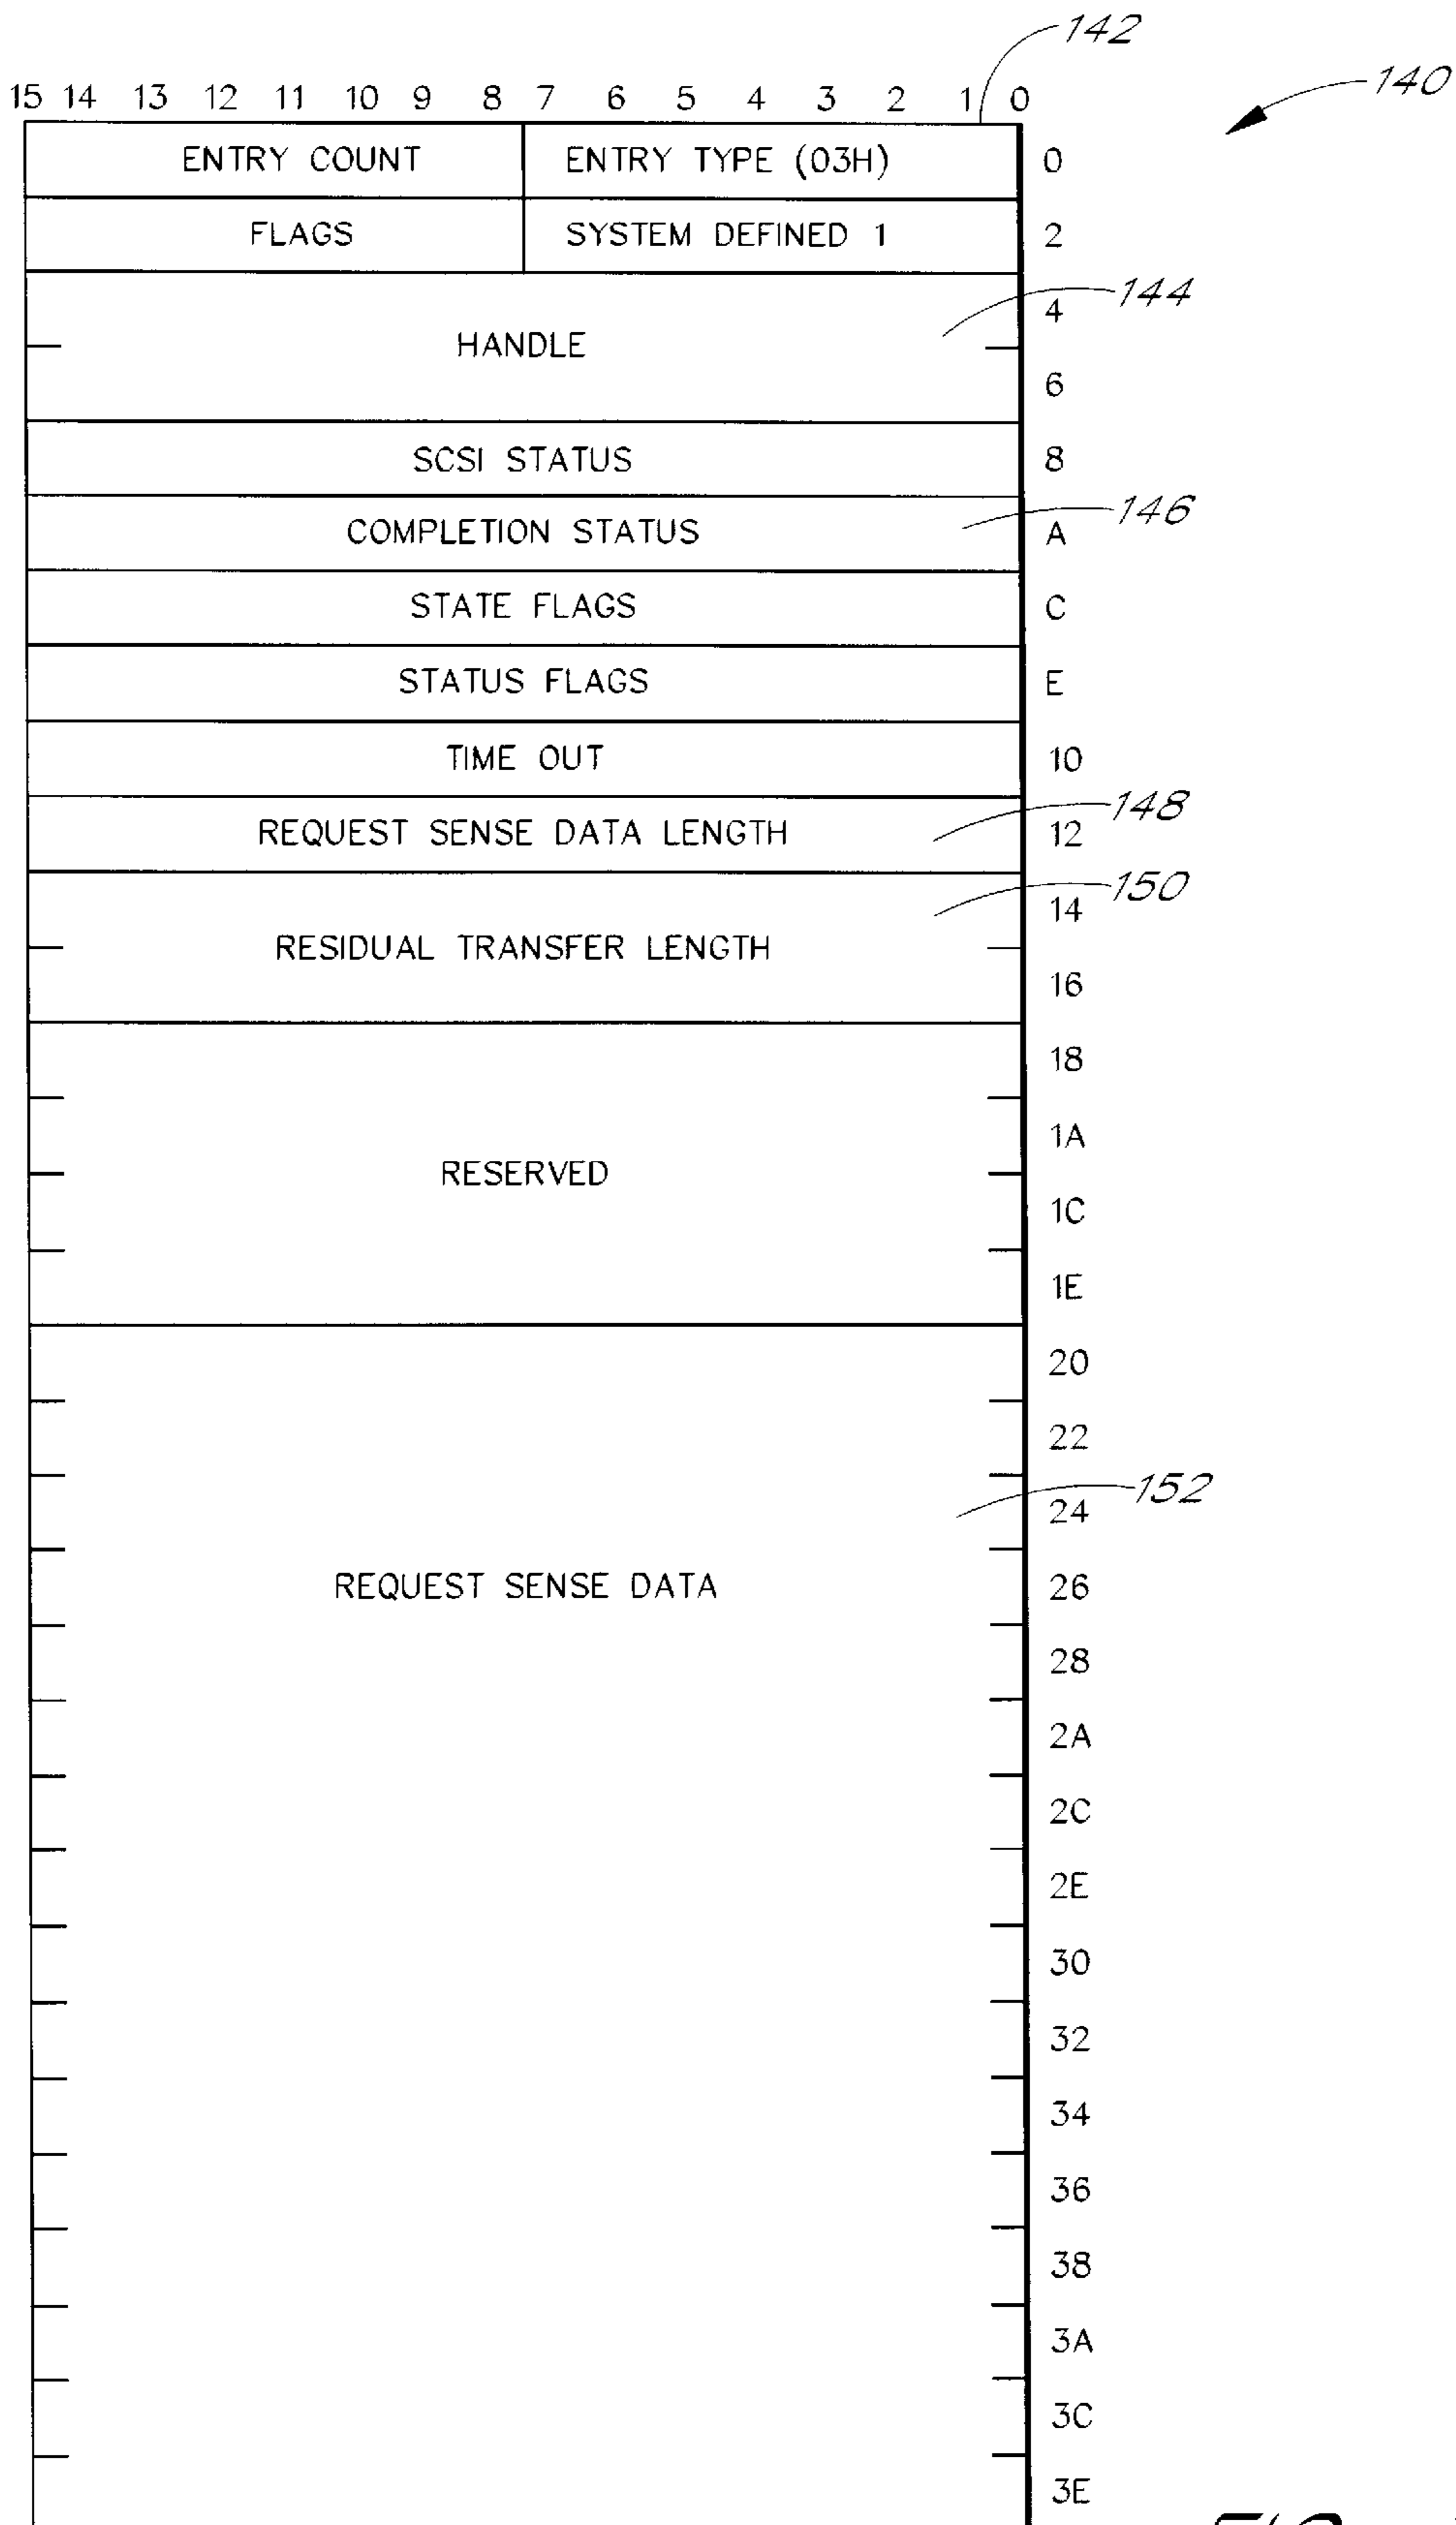 142
140
15 14 13 12 11 10 9 8 7 6 5 4 3 2 1 0
ENTRY COUNT ENTRY TYPE (03H) 0
FLAGS SYSTEM DEFINED 1 2
144
4
HANDLE
6
SCSI STATUS 8
146
COMPLETION STATUS A
STATE FLAGS C
STATUS FLAGS E
TIME OUT 10
148
REQUEST SENSE DATA LENGTH 12
150
14
RESIDUAL TRANSFER LENGTH
16
18
1A
RESERVED
1C
1E
20
22
152
24
REQUEST SENSE DATA 26
28
2A
2C
2E
30
32
34
36
38
3A
3C
3E